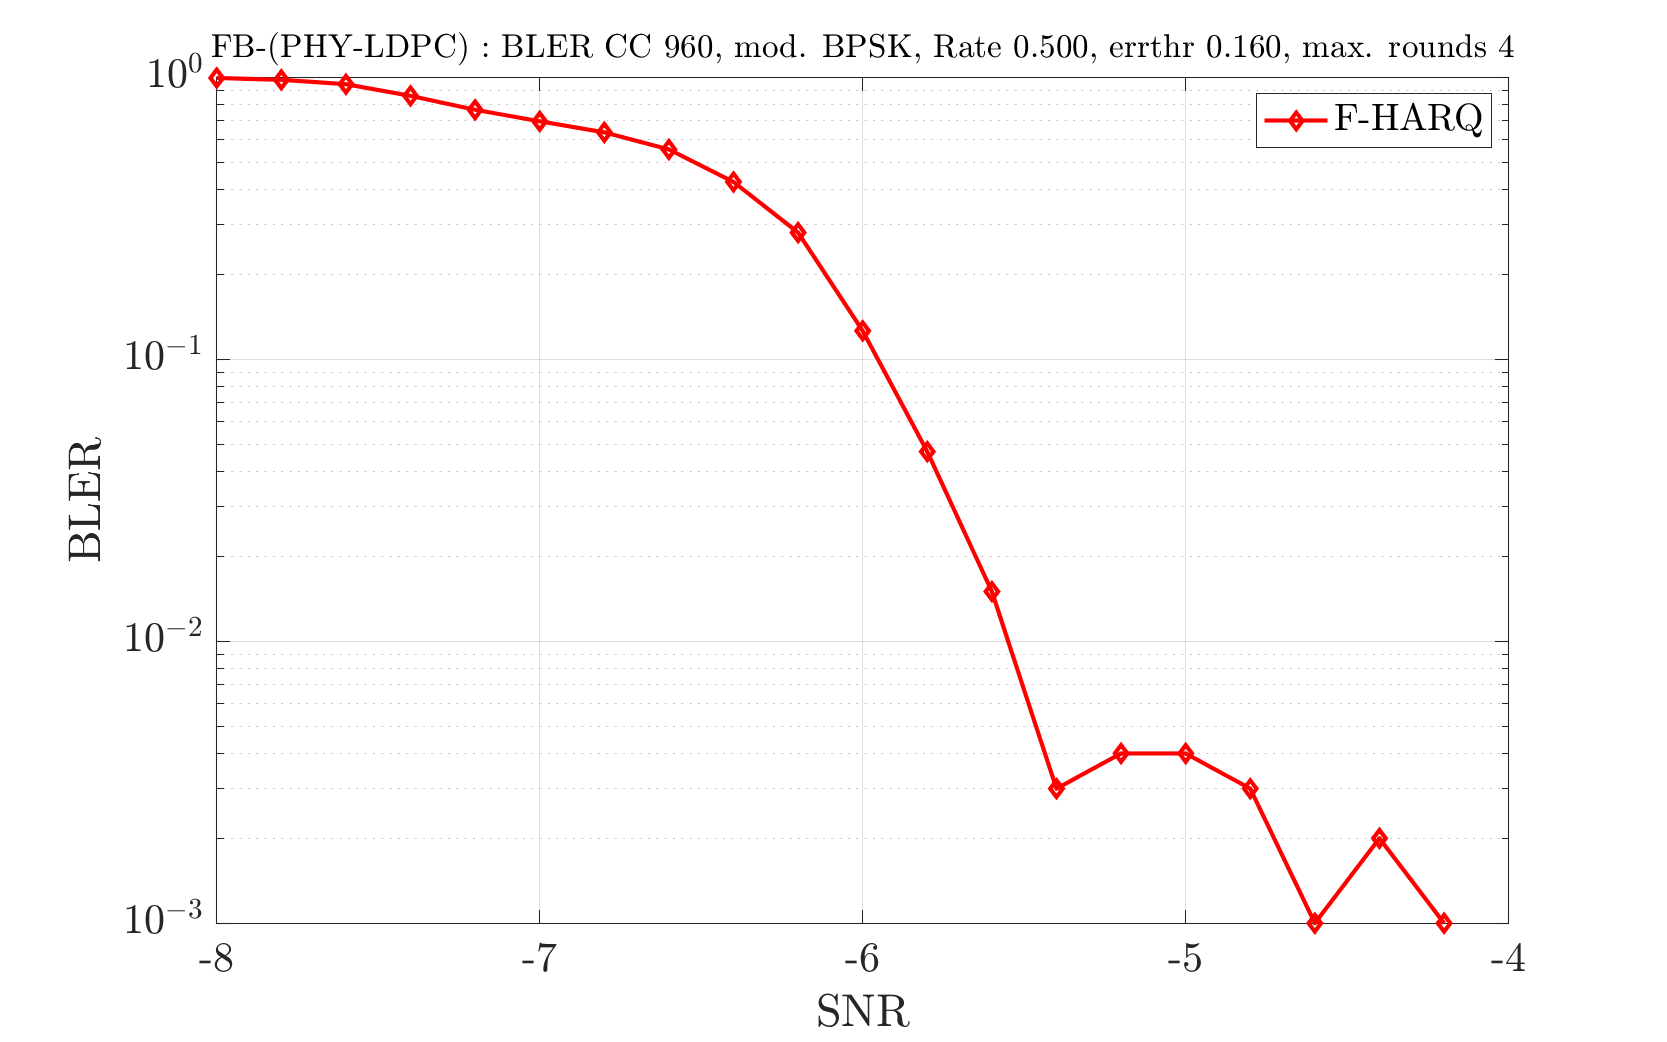 FB-(PHY-LDPC) : BLER CC 960, mod. BPSK, Rate 0.500, errthr 0.160, max. rounds 4
F-HARQ
10^0
10^{-1}
10^{-2}
10^{-3}
BLER
-8 -7 -6 -5 -4
SNR